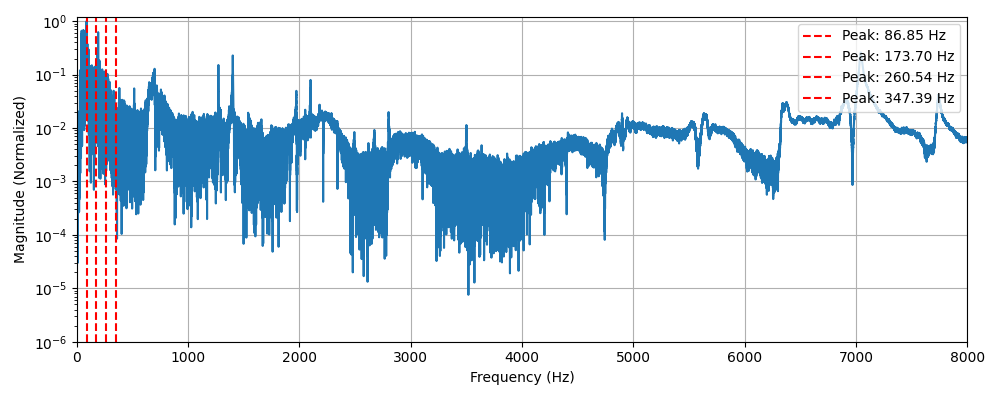 10⁰
10⁻¹
10⁻²
10⁻³
10⁻⁴
10⁻⁵
10⁻⁶
Magnitude (Normalized)
Peak: 86.85 Hz
Peak: 173.70 Hz
Peak: 260.54 Hz
Peak: 347.39 Hz
0 1000 2000 3000 4000 5000 6000 7000 8000
Frequency (Hz)